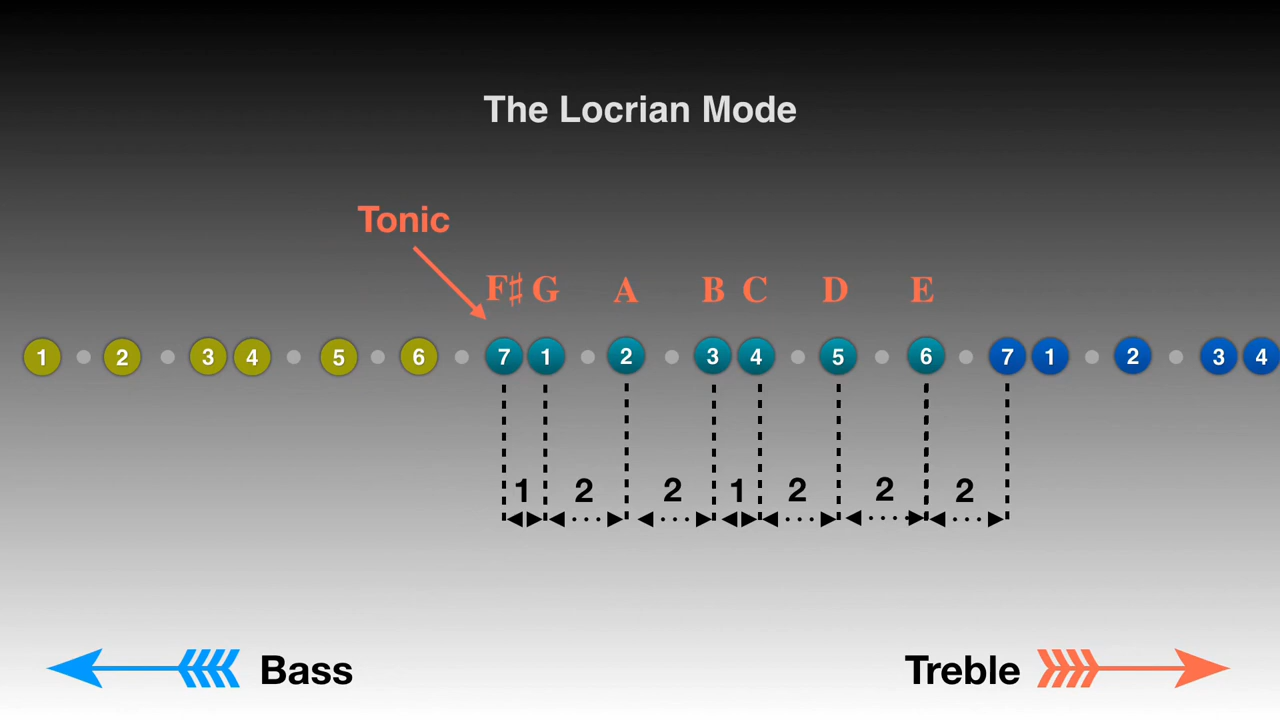 The Locrian Mode
Tonic
F♯ G A B C D E
1 2 3 4 5 6 7 1 2 3 4 5 6 7 1 2 3 4
1 2 2 1 2 2 2
Bass Treble